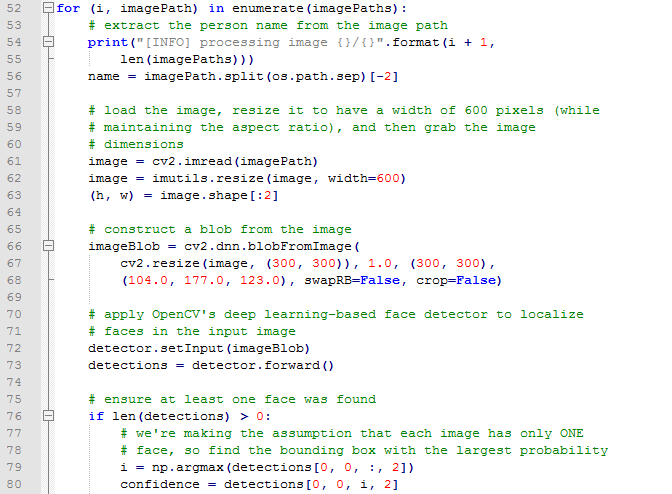 52 for (i, imagePath) in enumerate(imagePaths):
53     # extract the person name from the image path
54     print("[INFO] processing image {}/{}".format(i + 1,
55         len(imagePaths)))
56     name = imagePath.split(os.path.sep)[-2]
57
58     # load the image, resize it to have a width of 600 pixels (while
59     # maintaining the aspect ratio), and then grab the image
60     # dimensions
61     image = cv2.imread(imagePath)
62     image = imutils.resize(image, width=600)
63     (h, w) = image.shape[:2]
64
65     # construct a blob from the image
66     imageBlob = cv2.dnn.blobFromImage(
67         cv2.resize(image, (300, 300)), 1.0, (300, 300),
68         (104.0, 177.0, 123.0), swapRB=False, crop=False)
69
70     # apply OpenCV's deep learning-based face detector to localize
71     # faces in the input image
72     detector.setInput(imageBlob)
73     detections = detector.forward()
74
75     # ensure at least one face was found
76     if len(detections) > 0:
77         # we're making the assumption that each image has only ONE
78         # face, so find the bounding box with the largest probability
79         i = np.argmax(detections[0, 0, :, 2])
80         confidence = detections[0, 0, i, 2]